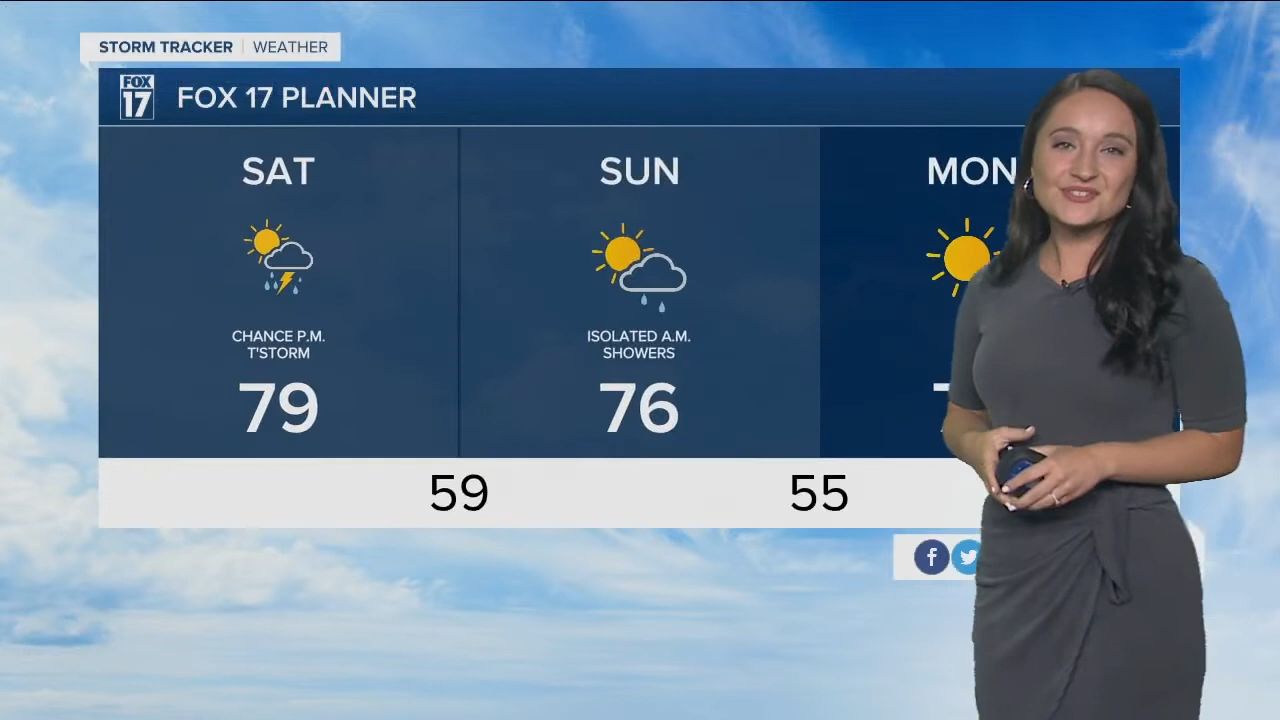 STORM TRACKER | WEATHER
FOX 17 FOX 17 PLANNER
SAT
SUN
MON
CHANCE P.M.
T'STORM
ISOLATED A.M.
SHOWERS
79
76
59
55
f